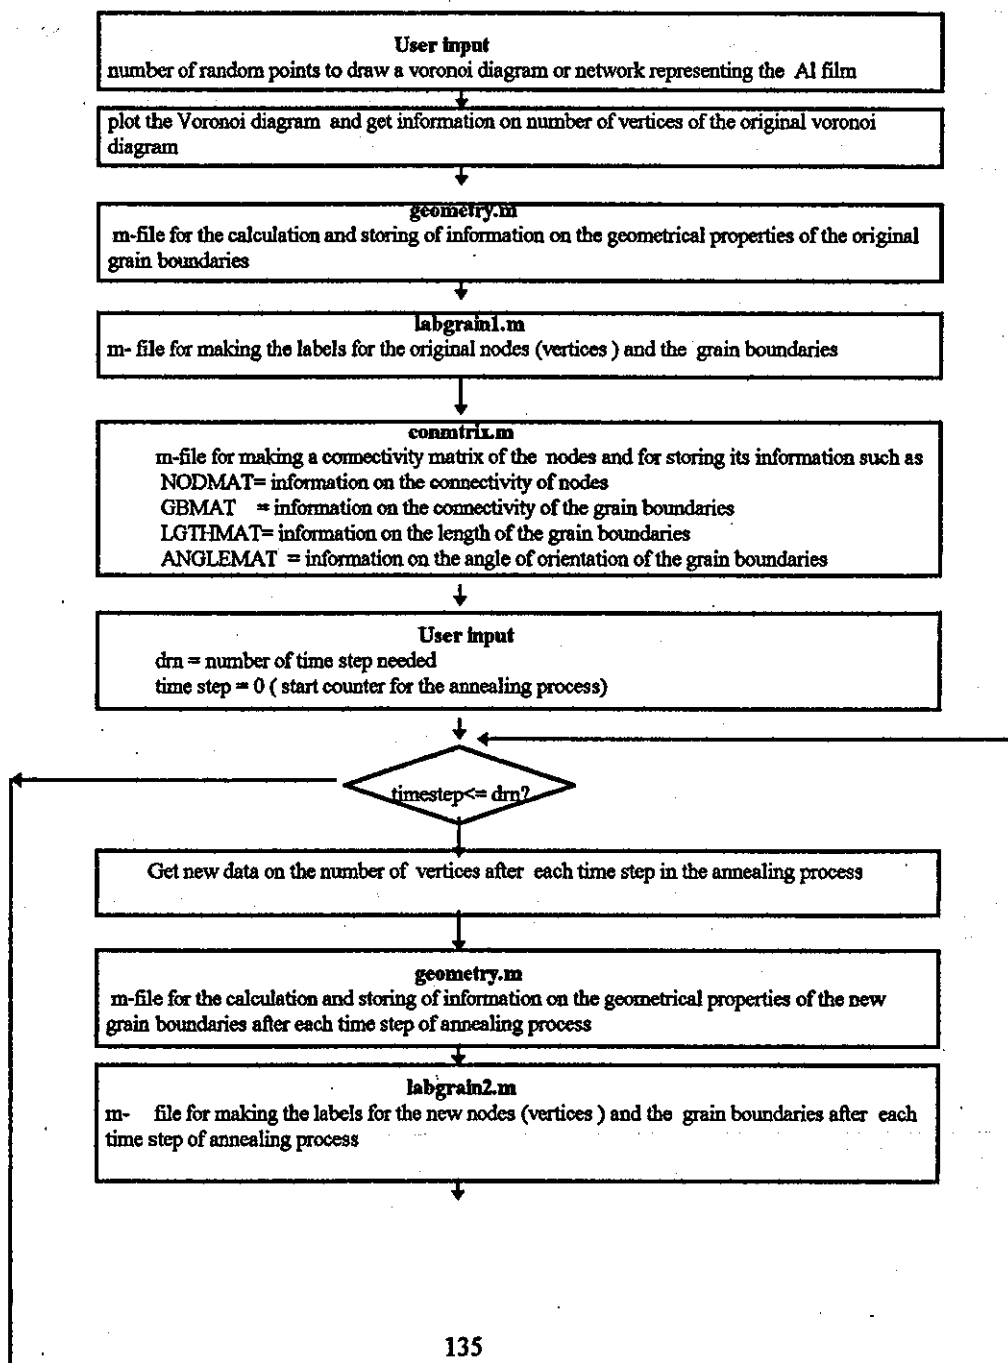 User input
number of random points to draw a voronoi diagram or network representing the Al film
plot the Voronoi diagram and get information on number of vertices of the original voronoi
diagram
geometry.m
m-file for the calculation and storing of information on the geometrical properties of the original
grain boundaries
labgrain1.m
m- file for making the labels for the original nodes (vertices ) and the grain boundaries
conmtrix.m
m-file for making a connectivity matrix of the nodes and for storing its information such as
NODMAT= information on the connectivity of nodes
GBMAT = information on the connectivity of the grain boundaries
LGTHMAT= information on the length of the grain boundaries
ANGLEMAT = information on the angle of orientation of the grain boundaries
User input
drn = number of time step needed
time step = 0 ( start counter for the annealing process)
timestep<= drn?
Get new data on the number of vertices after each time step in the annealing process
geometry.m
m-file for the calculation and storing of information on the geometrical properties of the new
grain boundaries after each time step of annealing process
labgrain2.m
m- file for making the labels for the new nodes (vertices ) and the grain boundaries after each
time step of annealing process
135